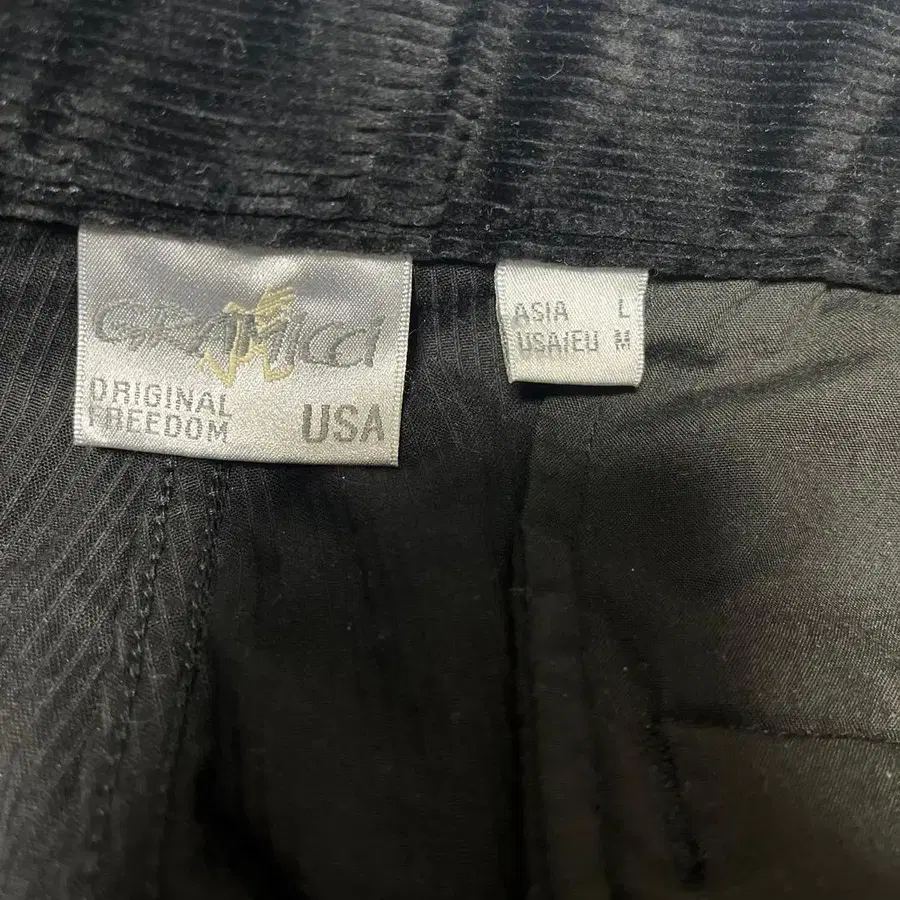 GRAMICCI
ORIGINAL
FREEDOM
USA
ASIA L
USA/EU M